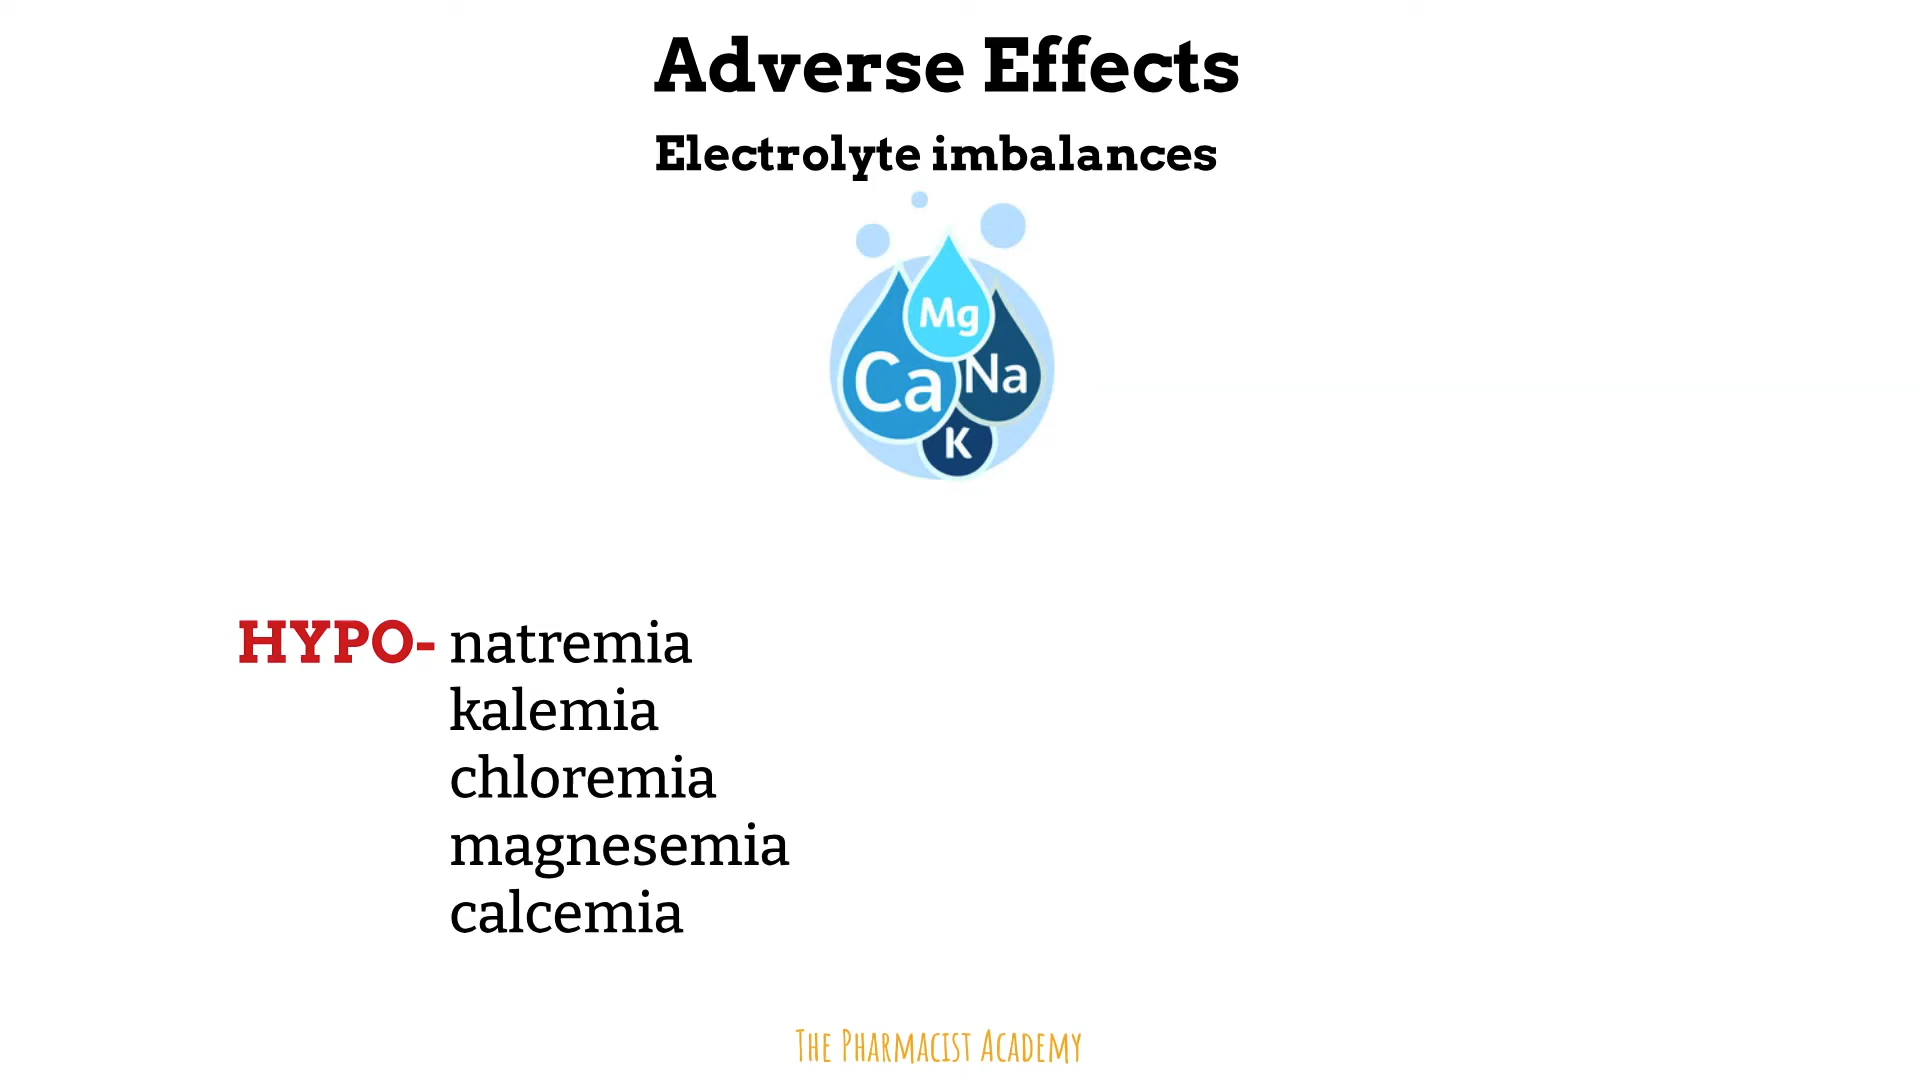 Adverse Effects
Electrolyte imbalances
Mg
Ca Na
K
HYPO- natremia
kalemia
chloremia
magnesemia
calcemia
The Pharmacist Academy